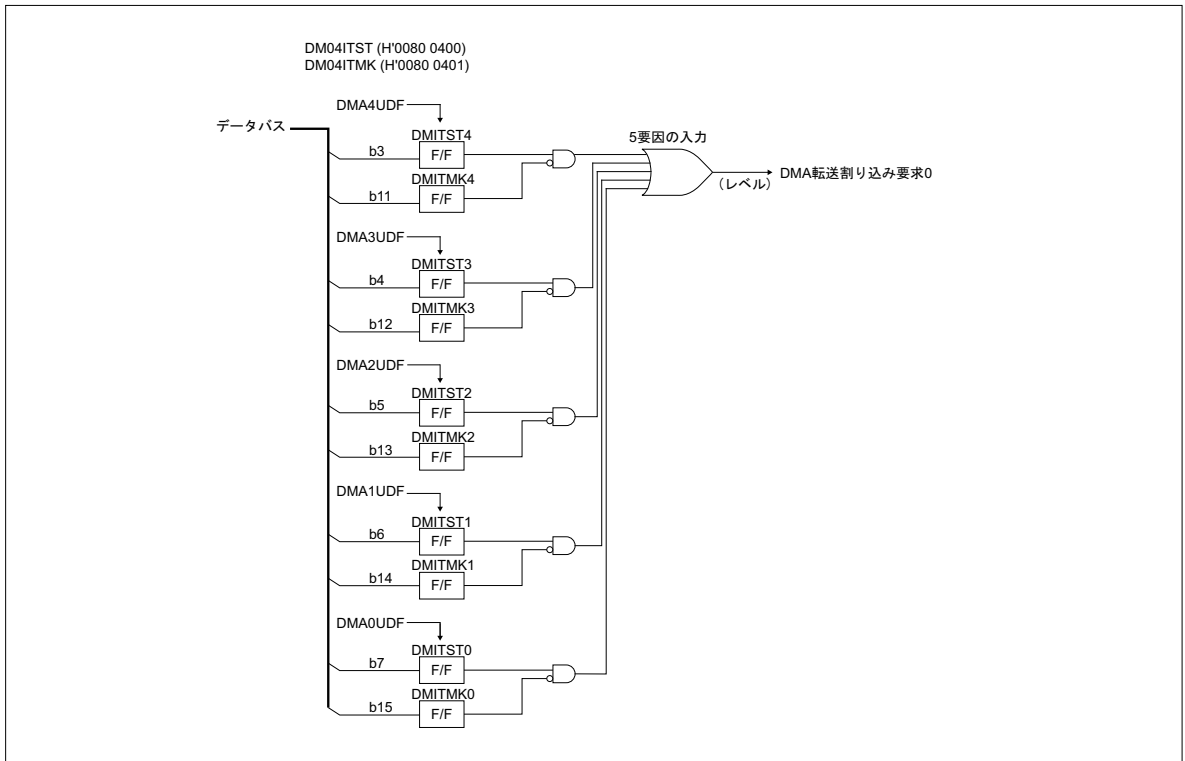 DM04ITST (H'0080 0400)
DM04ITMK (H'0080 0401)
DMA4UDF
データバス
DMITST4
5要因の入力
b3
F/F
DMA転送割り込み要求0
(レベル)
DMITMK4
b11
F/F
DMA3UDF
DMITST3
b4
F/F
DMITMK3
b12
F/F
DMA2UDF
DMITST2
b5
F/F
DMITMK2
b13
F/F
DMA1UDF
DMITST1
b6
F/F
DMITMK1
b14
F/F
DMA0UDF
DMITST0
b7
F/F
DMITMK0
b15
F/F